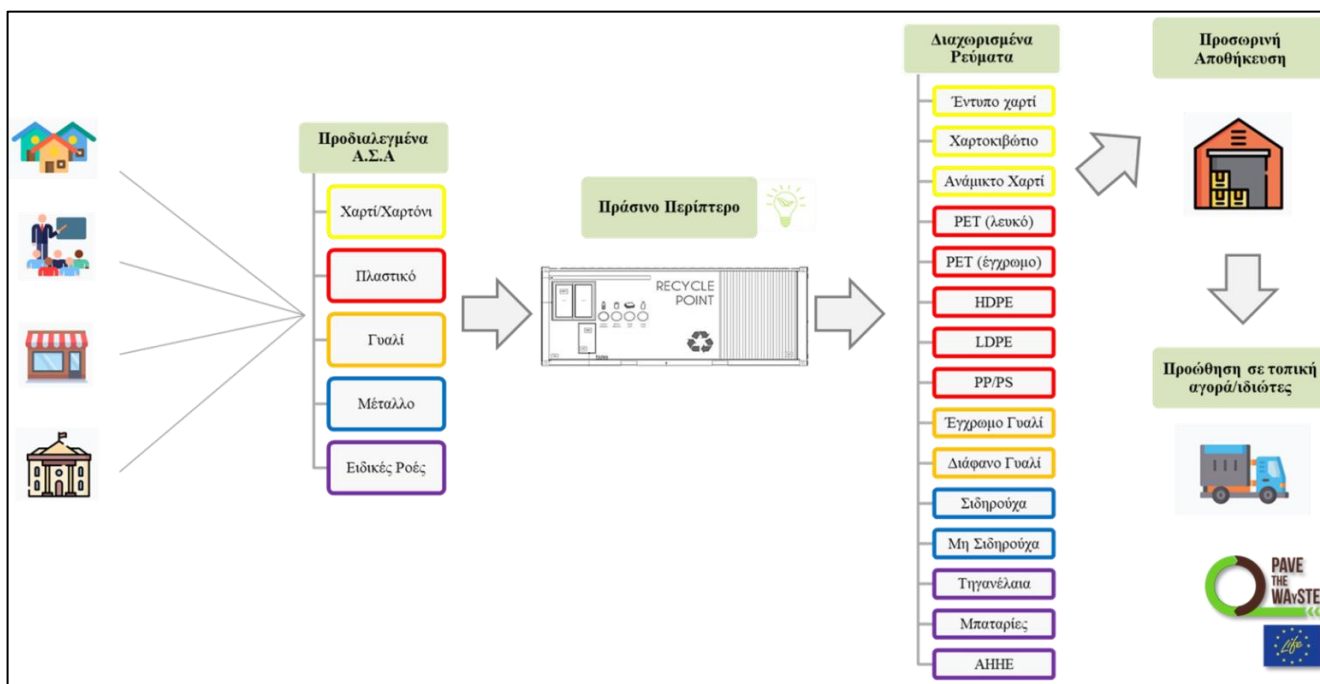 Προδιαλεγμένα
Α.Σ.Α
Χαρτί/Χαρτόνι
Πλαστικό
Γυαλί
Μέταλλο
Ειδικές Ροές
Πράσινο Περίπτερο
RECYCLE
POINT
Διαχωρισμένα
Ρεύματα
Έντυπο χαρτί
Χαρτοκιβώτιο
Ανάμικτο Χαρτί
PET (λευκό)
PET (έγχρωμο)
HDPE
LDPE
PP/PS
Έγχρωμο Γυαλί
Διάφανο Γυαλί
Σιδηρούχα
Μη Σιδηρούχα
Τηγανέλαια
Μπαταρίες
ΑΗΗΕ
Προσωρινή
Αποθήκευση
Προώθηση σε τοπική
αγορά/ιδιώτες
PAVE
THE
WAySTE
Life